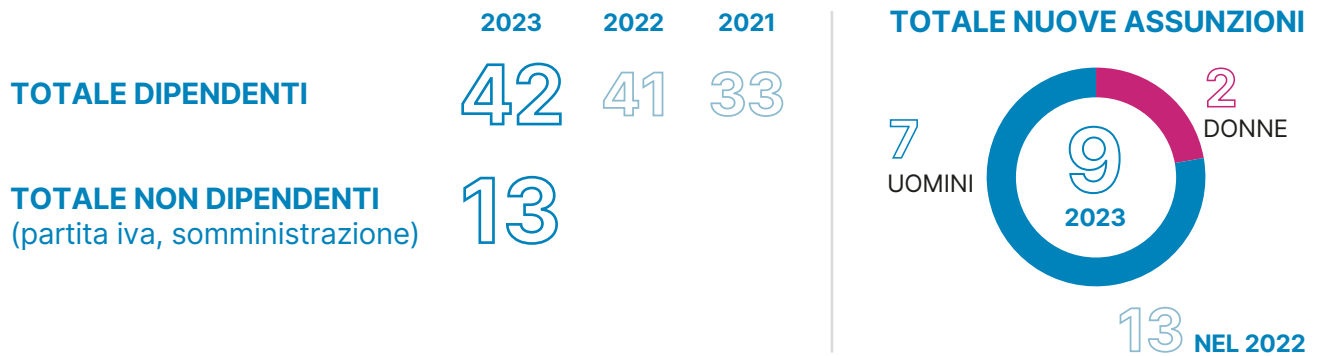 2023 2022 2021
TOTALE DIPENDENTI 42 41 33
TOTALE NON DIPENDENTI 13
(partita iva, somministrazione)
TOTALE NUOVE ASSUNZIONI
2
DONNE
7
UOMINI
9
2023
13 NEL 2022